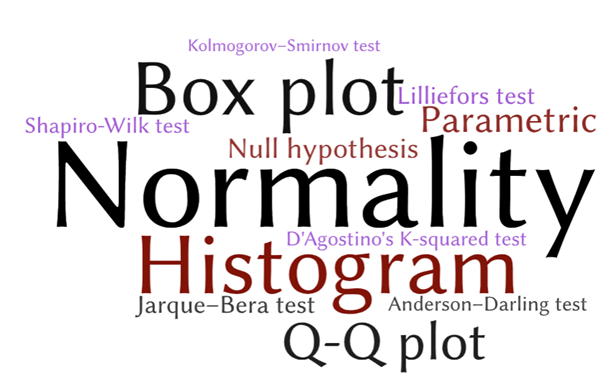 Kolmogorov–Smirnov test
Box plot
Lilliefors test
Parametric
Shapiro-Wilk test
Null hypothesis
Normality
D'Agostino's K-squared test
Histogram
Jarque–Bera test
Anderson–Darling test
Q-Q plot